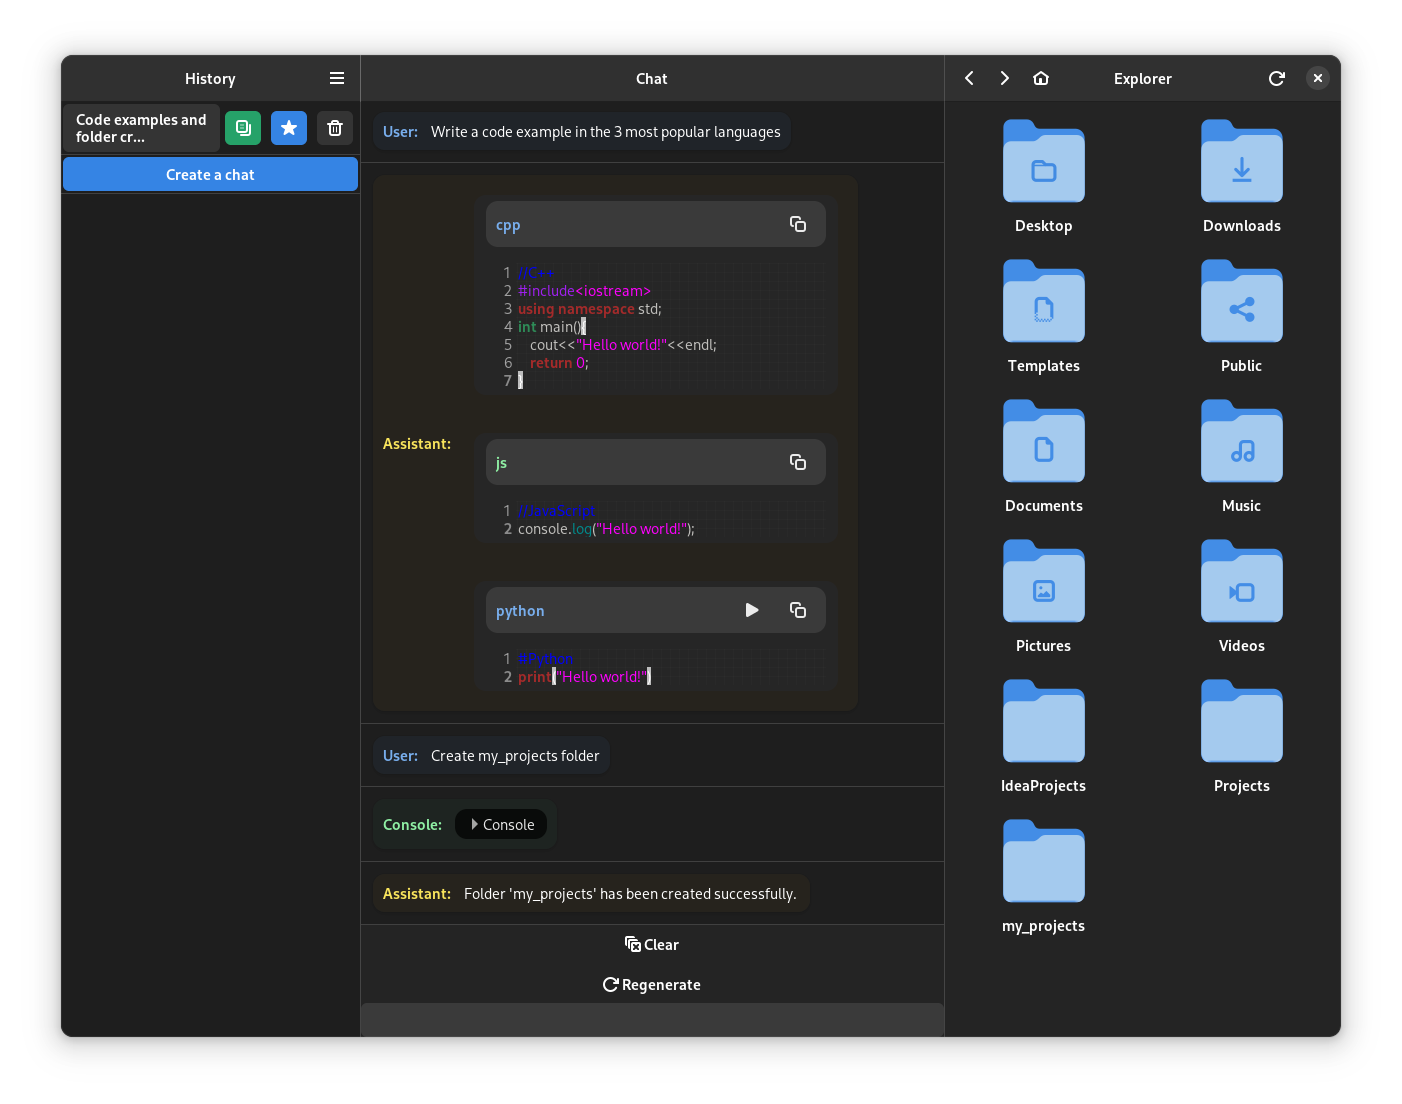 History
Code examples and
folder cr...
Create a chat
Chat
User: Write a code example in the 3 most popular languages
Assistant:
cpp
1 //C++
2 #include<iostream>
3 using namespace std;
4 int main(){
5 cout<<"Hello world!"<<endl;
6 return 0;
7 }
js
1 //JavaScript
2 console.log("Hello world!");
python
1 #Python
2 print("Hello world!")
User: Create my_projects folder
Console: Console
Assistant: Folder 'my_projects' has been created successfully.
Clear
Regenerate
Explorer
Desktop
Downloads
Templates
Public
Documents
Music
Pictures
Videos
IdeaProjects
Projects
my_projects